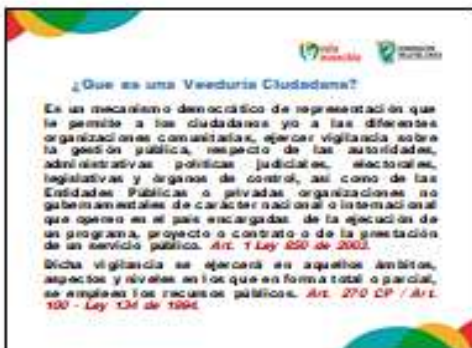 ¿Que es una Veeduria Ciudadana?
Es un mecanismo democrático de representación que
le permite a los ciudadanos y/o a las diferentes
organizaciones comunitarias, ejercer vigilancia sobre
la gestión pública, respecto de las autoridades,
administrativas políticas judiciales, electorales,
legislativas y órganos de control, así como de las
Entidades Públicas o privadas organizaciones no
gubernamentales de carácter nacional o internacional
que operen en el país encargadas de la ejecución de
un programa, proyecto o contrato o de la prestación
de un servicio público. Art. 1 Ley 850 de 2003.
Dicha vigilancia se ejercerá en aquellos ámbitos,
aspectos y niveles en los que en forma total o parcial,
se empleen los recursos públicos. Art. 270 CP / Art.
100 - Ley 134 de 1994.